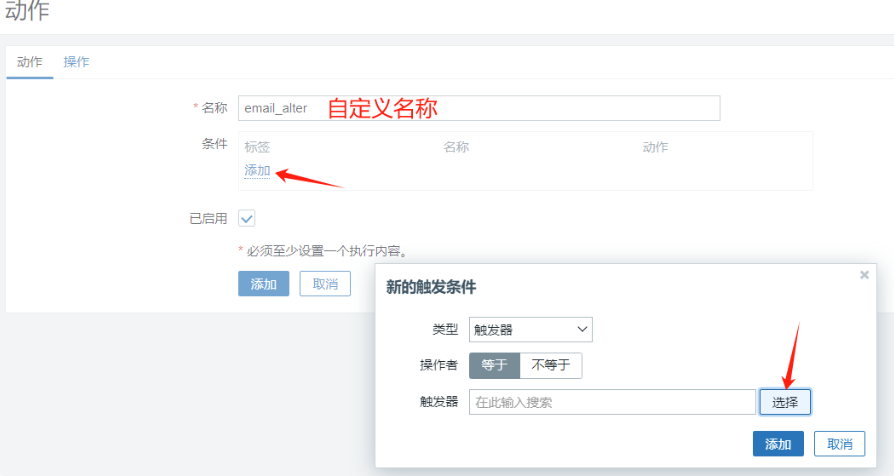 动作
动作 操作
* 名称 email_alter 自定义名称
条件 标签 名称 动作
添加
已启用
* 必须至少设置一个执行内容。
添加 取消
新的触发条件 ×
类型 触发器
操作者 等于 不等于
触发器 在此输入搜索 选择
添加 取消